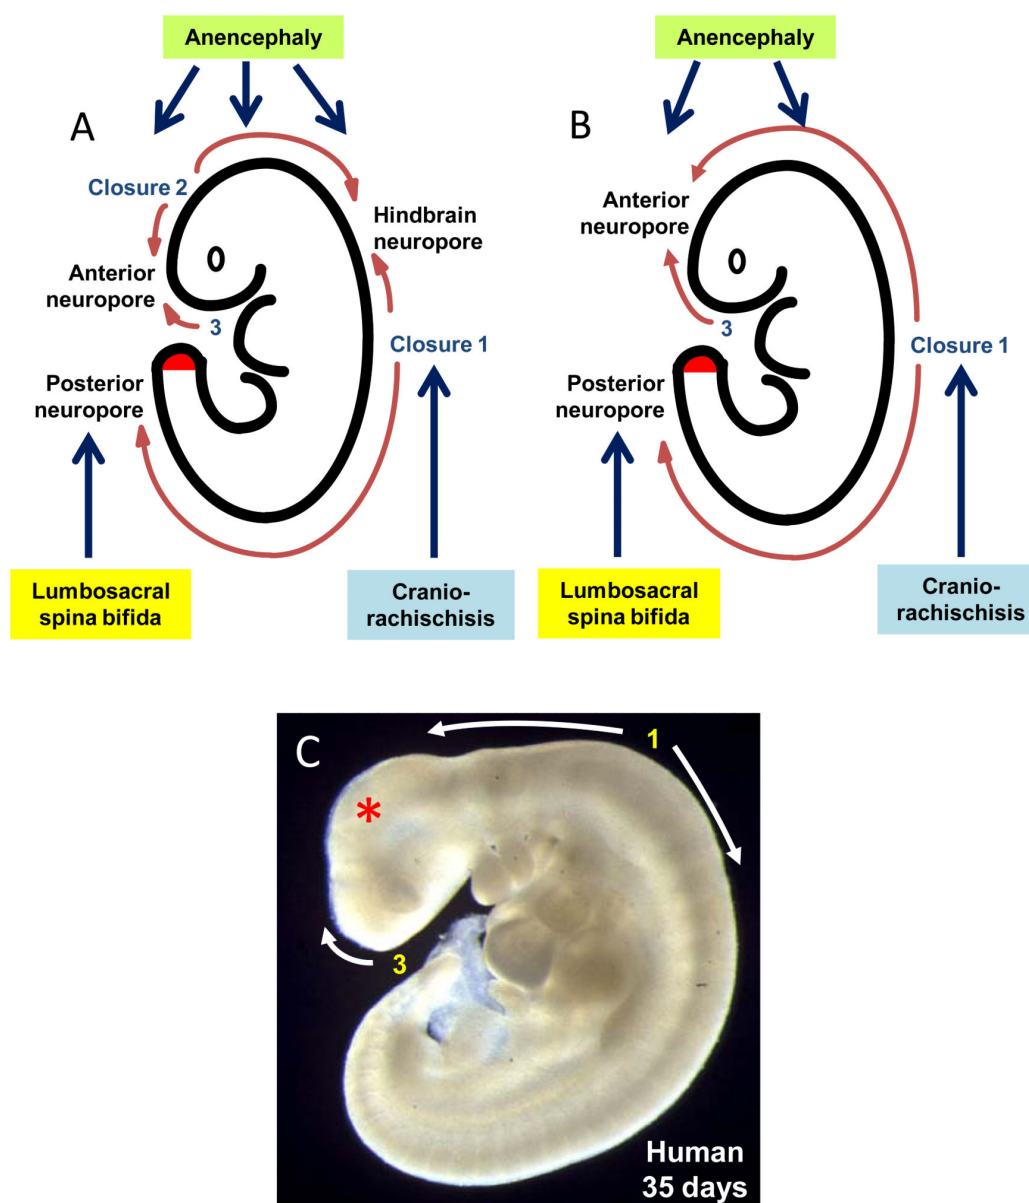 Anencephaly
A
Closure 2
Hindbrain
neuropore
Anterior
neuropore
3
Closure 1
Posterior
neuropore
Lumbosacral
spina bifida
Cranio-
rachischisis
Anencephaly
B
Anterior
neuropore
3
Closure 1
Posterior
neuropore
Lumbosacral
spina bifida
Cranio-
rachischisis
C
1
*
3
Human
35 days